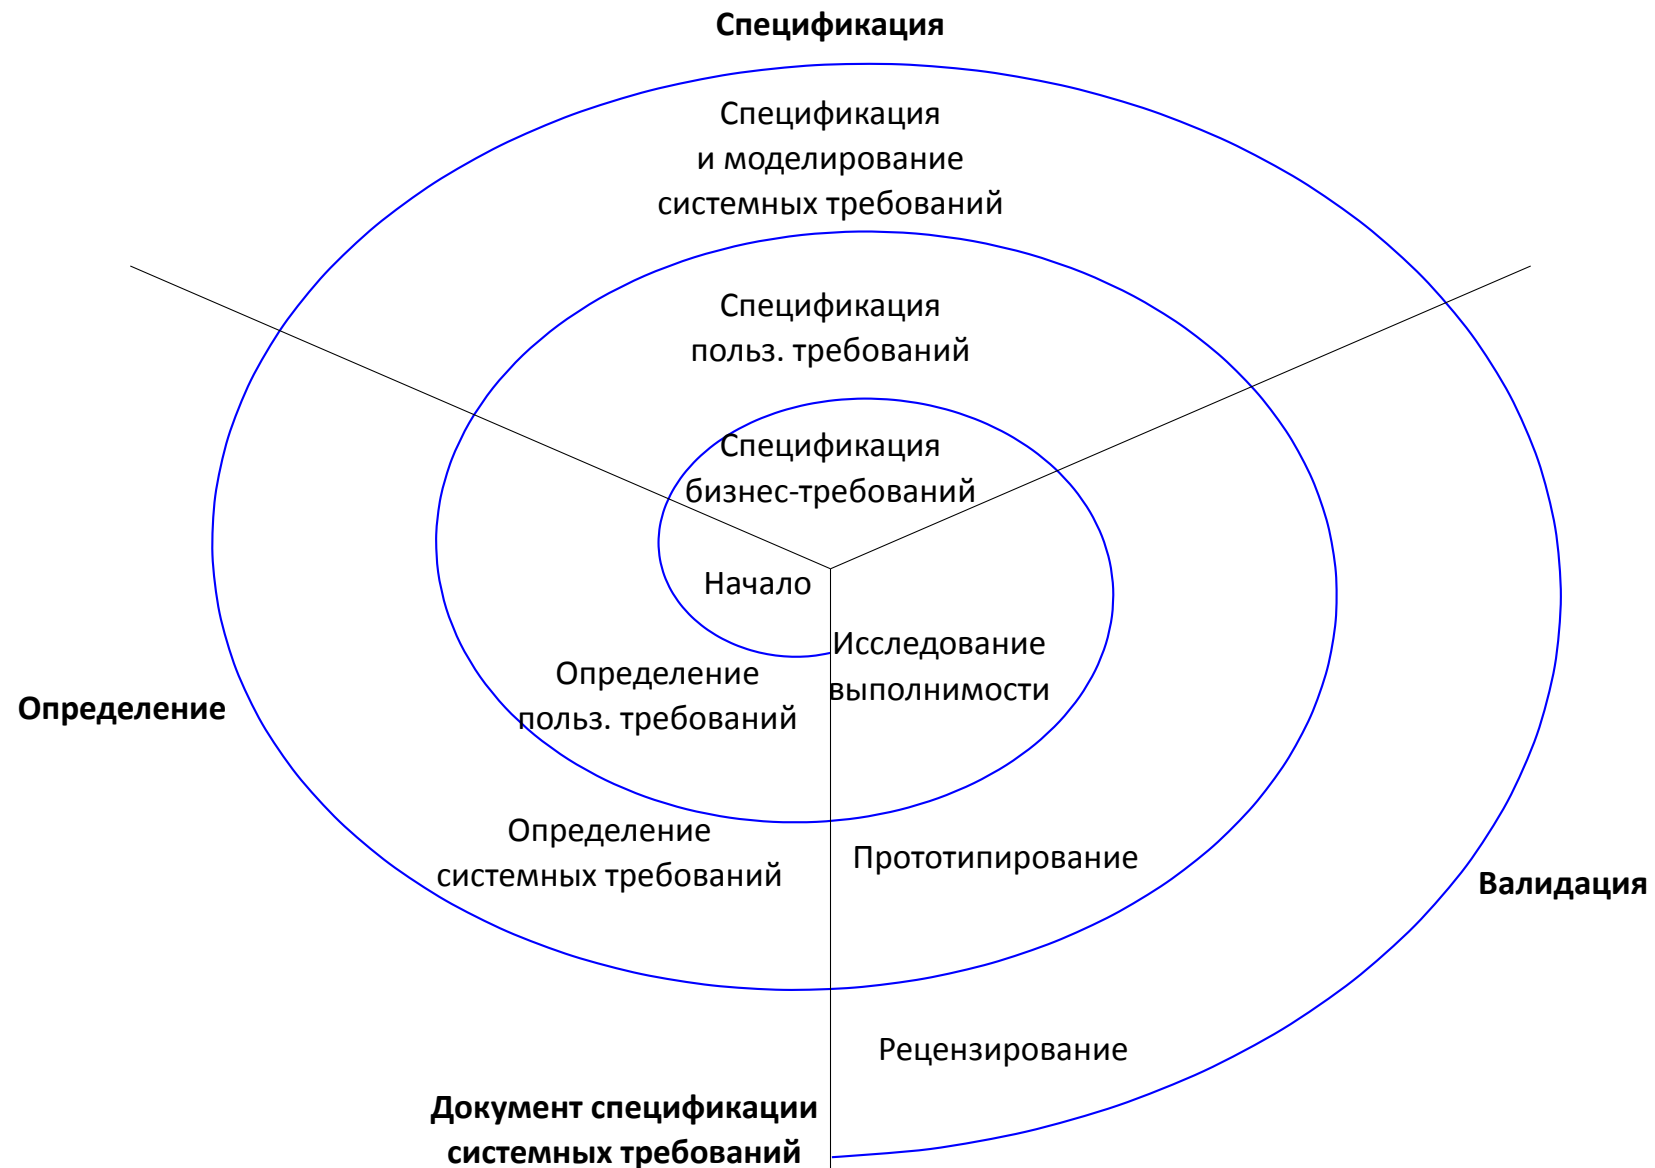 Спецификация
Спецификация
и моделирование
системных требований
Спецификация
польз. требований
Спецификация
бизнес-требований
Начало
Исследование
выполнимости
Определение
польз. требований
Определение
Определение
системных требований
Прототипирование
Валидация
Рецензирование
Документ спецификации
системных требований